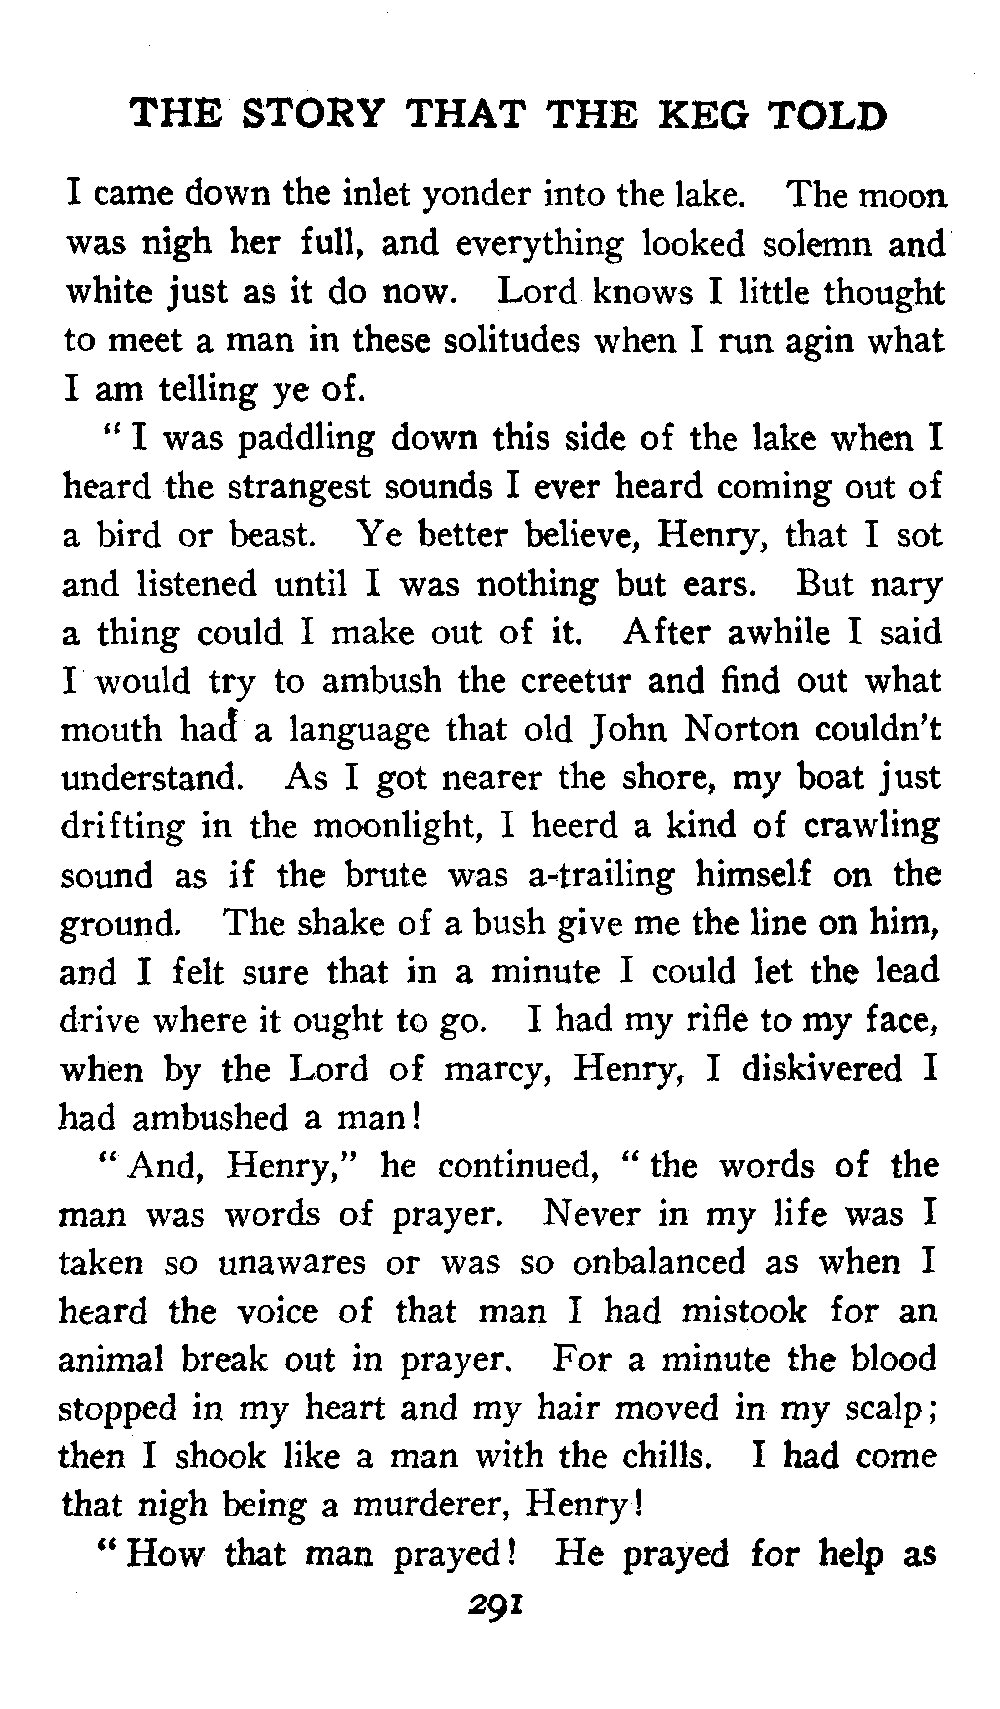 THE STORY THAT THE KEG TOLD
I came down the inlet yonder into the lake. The moon
was nigh her full, and everything looked solemn and
white just as it do now. Lord knows I little thought
to meet a man in these solitudes when I run agin what
I am telling ye of.
“ I was paddling down this side of the lake when I
heard the strangest sounds I ever heard coming out of
a bird or beast. Ye better believe, Henry, that I sot
and listened until I was nothing but ears. But nary
a thing could I make out of it. After awhile I said
I would try to ambush the creetur and find out what
mouth had a language that old John Norton couldn’t
understand. As I got nearer the shore, my boat just
drifting in the moonlight, I heerd a kind of crawling
sound as if the brute was a-trailing himself on the
ground. The shake of a bush give me the line on him,
and I felt sure that in a minute I could let the lead
drive where it ought to go. I had my rifle to my face,
when by the Lord of marcy, Henry, I diskivered I
had ambushed a man!
“ And, Henry,” he continued, “ the words of the
man was words of prayer. Never in my life was I
taken so unawares or was so onbalanced as when I
heard the voice of that man I had mistook for an
animal break out in prayer. For a minute the blood
stopped in my heart and my hair moved in my scalp;
then I shook like a man with the chills. I had come
that nigh being a murderer, Henry!
“ How that man prayed! He prayed for help as
291